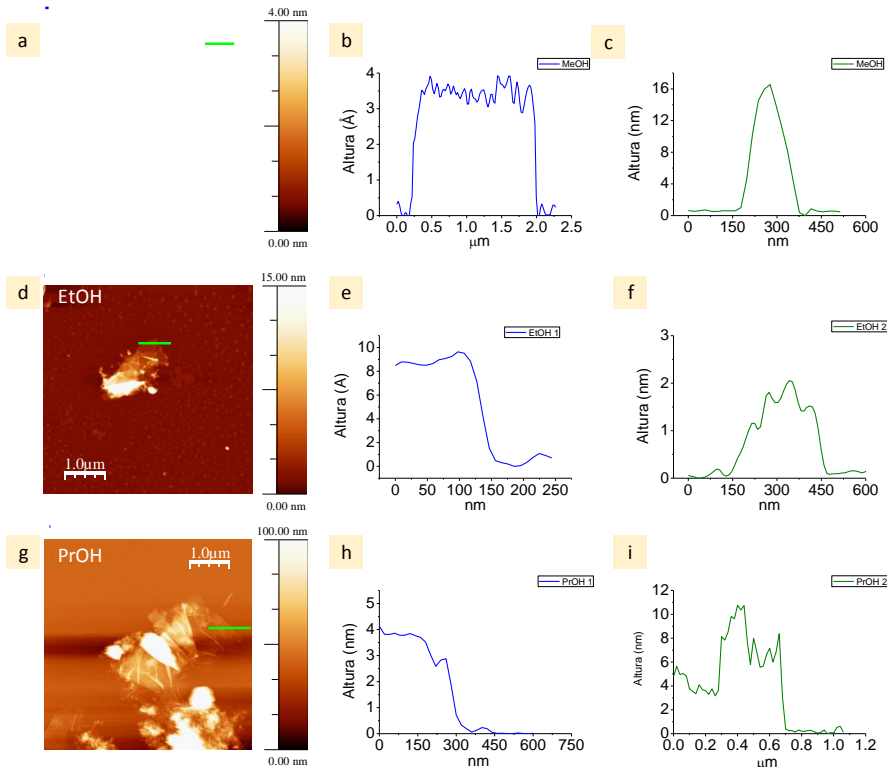 a
4.00 nm
0.00 nm
b
MeOH
Altura (Å)
4
3
2
1
0
0.0 0.5 1.0 1.5 2.0 2.5
µm
c
MeOH
Altura (nm)
16
12
8
4
0
0 150 300 450 600
nm
d
EtOH
1.0µm
15.00 nm
0.00 nm
e
EtOH 1
Altura (A)
10
8
6
4
2
0
0 50 100 150 200 250
nm
f
EtOH 2
Altura (nm)
3
2
1
0
0 150 300 450 600
nm
g
PrOH
1.0µm
100.00 nm
0.00 nm
h
PrOH 1
Altura (nm)
5
4
3
2
1
0
0 150 300 450 600 750
nm
i
PrOH 2
Altura (nm)
14
12
10
8
6
4
2
0
0.0 0.2 0.4 0.6 0.8 1.0 1.2
µm